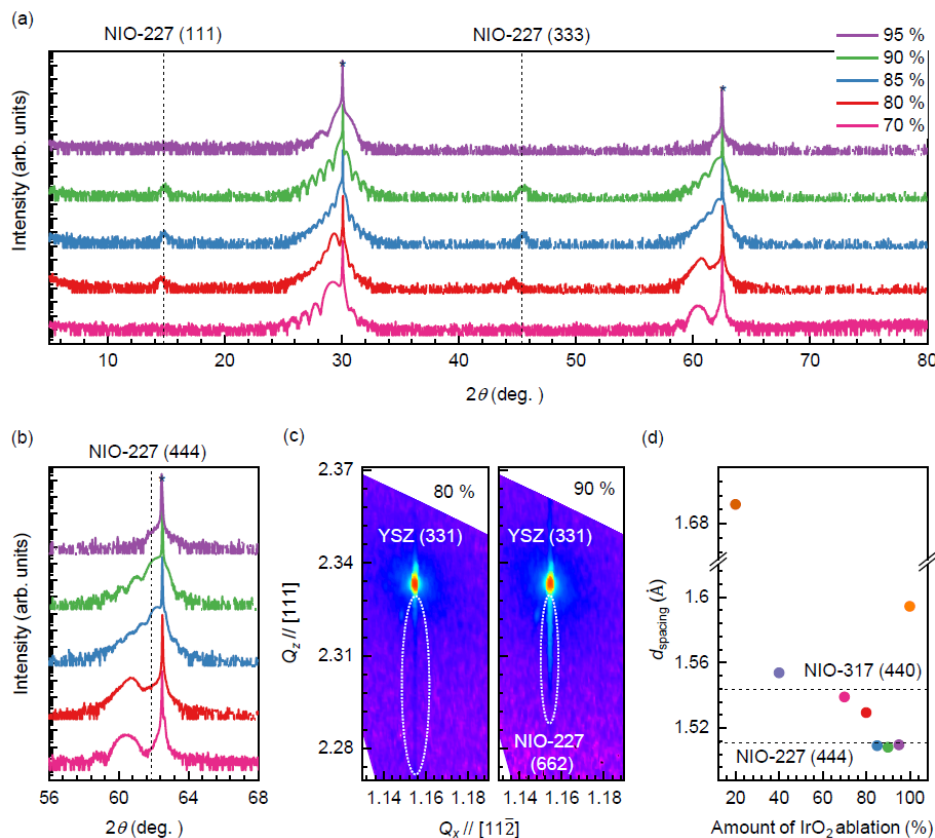 (a)
NIO-227 (111)
NIO-227 (333)
95 %
90 %
85 %
80 %
70 %
Intensity (arb. units)
10 20 30 40 50 60 70 80
2θ (deg. )
(b)
NIO-227 (444)
Intensity (arb. units)
56 60 64 68
2θ (deg. )
(c)
2.37
2.34
2.31
2.28
Qz // [111]
80 %
YSZ (331)
90 %
YSZ (331)
NIO-227
(662)
1.14 1.16 1.18 1.14 1.16 1.18
Qx // [112̅]
(d)
1.68
1.6
1.56
1.52
dspacing (Å)
NIO-317 (440)
NIO-227 (444)
20 40 60 80 100
Amount of IrO2 ablation (%)